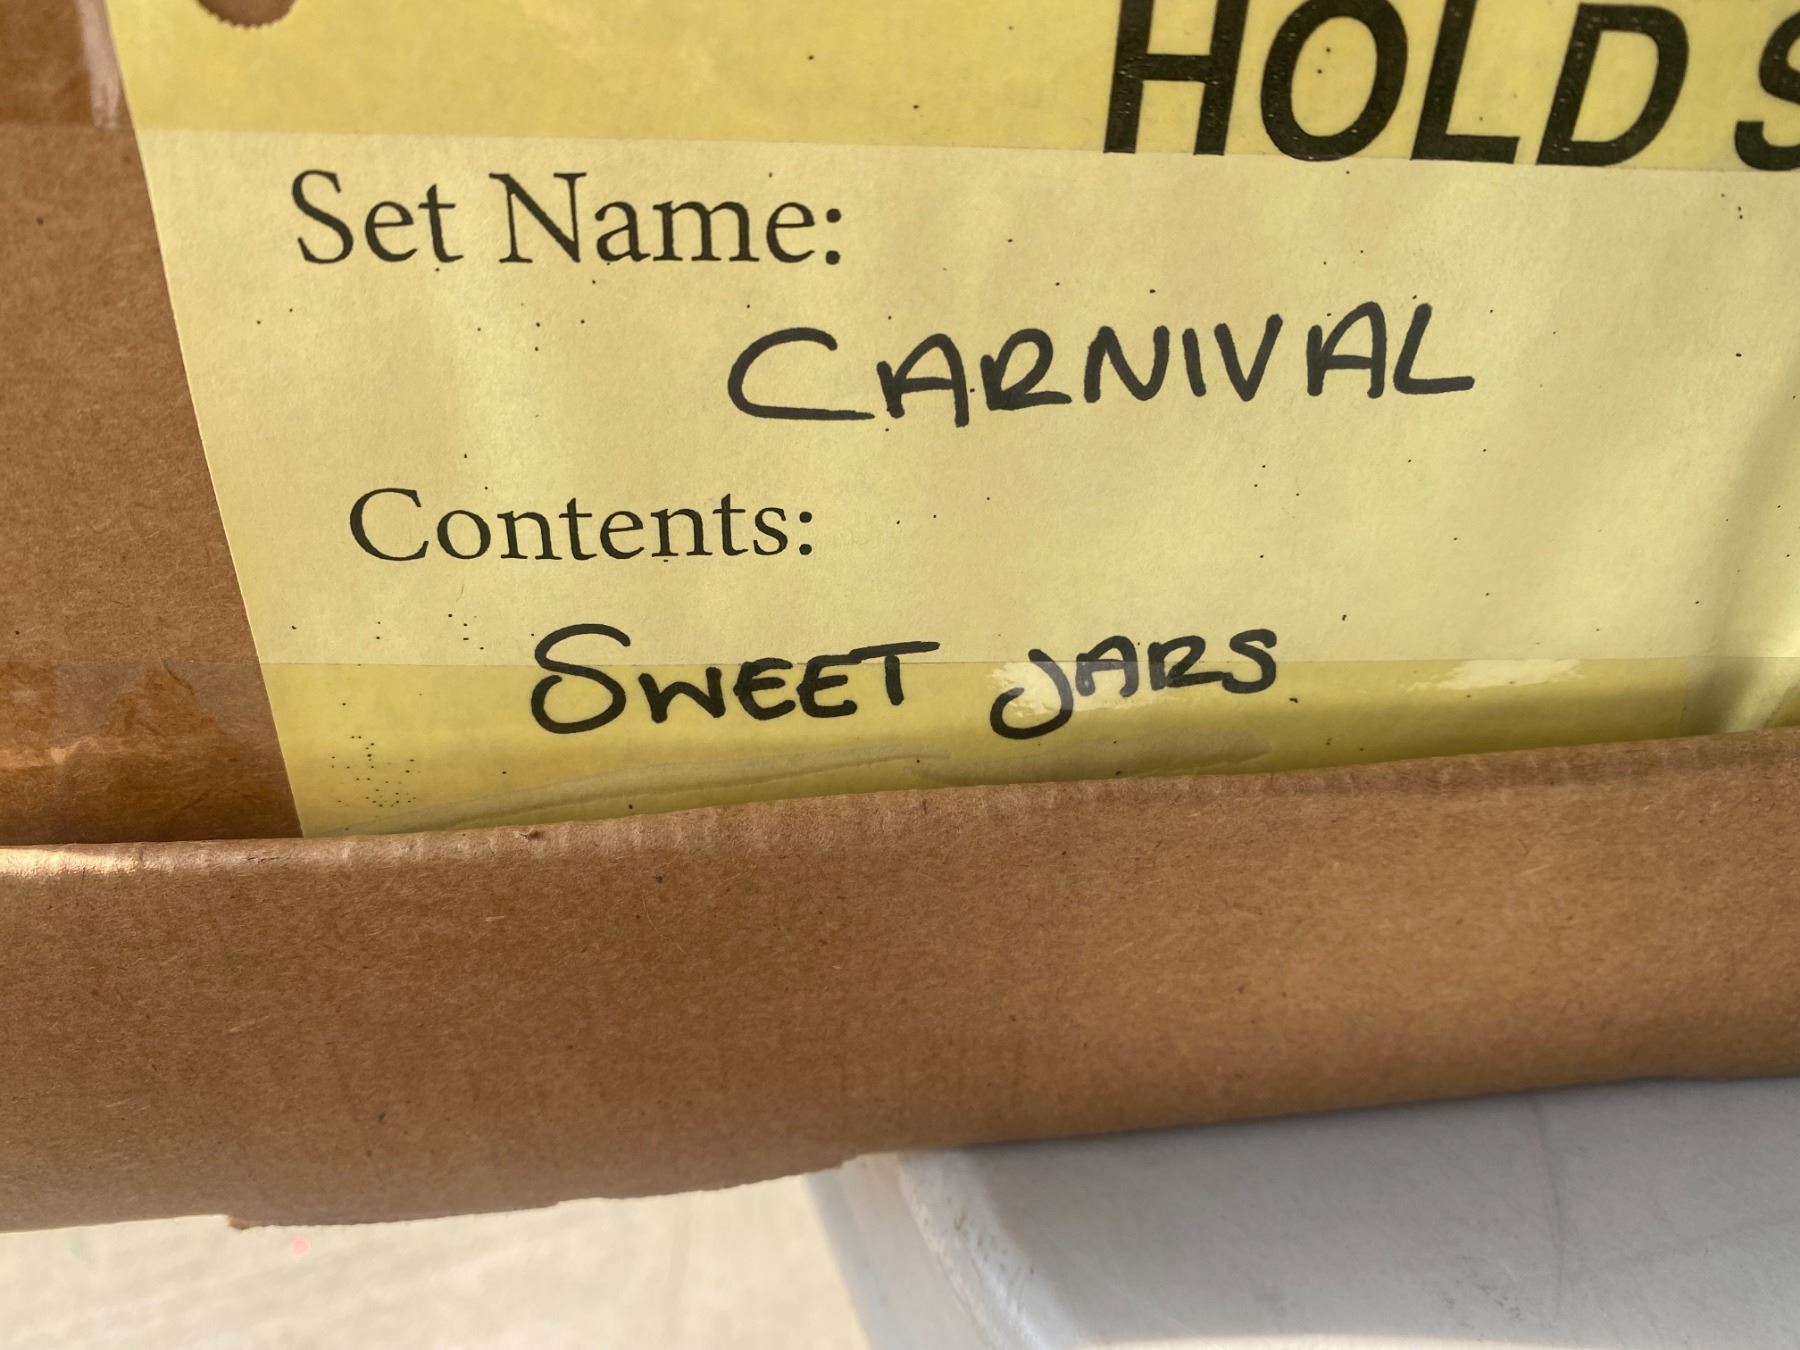 HOLD S
Set Name:
CARNIVAL
Contents:
SWEET JARS